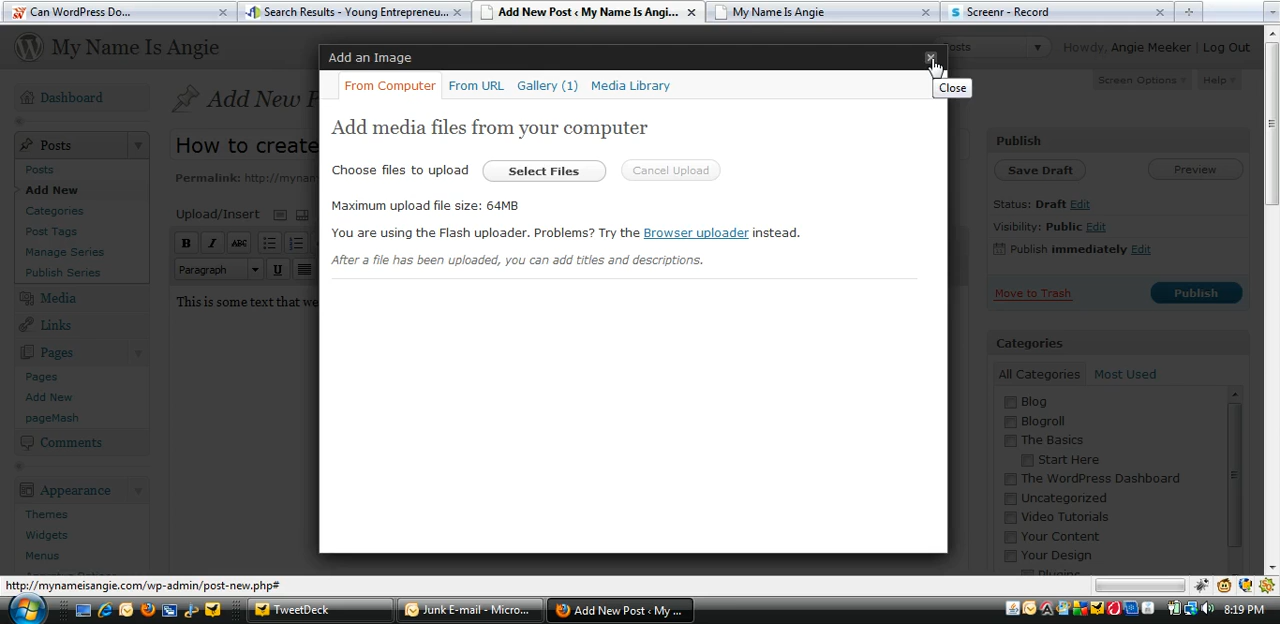 Can WordPress Do...
Search Results - Young Entrepreneu...
Add New Post ‹ My Name Is Angi...
My Name Is Angie
Screenr - Record
My Name Is Angie
osts
Howdy, Angie Meeker | Log Out
Screen Options
Help
Dashboard
Posts
Posts
Add New
Categories
Post Tags
Manage Series
Publish Series
Media
Links
Pages
Pages
Add New
pageMash
Comments
Appearance
Themes
Widgets
Menus
Add New P
How to create
Permalink: http://mynam
Upload/Insert
B I ABC
Paragraph
U
This is some text that we
Add an Image
Close
From Computer
From URL
Gallery (1)
Media Library
Add media files from your computer
Choose files to upload
Select Files
Cancel Upload
Maximum upload file size: 64MB
You are using the Flash uploader. Problems? Try the Browser uploader instead.
After a file has been uploaded, you can add titles and descriptions.
Publish
Save Draft
Preview
Status: Draft Edit
Visibility: Public Edit
Publish immediately Edit
Move to Trash
Publish
Categories
All Categories
Most Used
Blog
Blogroll
The Basics
Start Here
The WordPress Dashboard
Uncategorized
Video Tutorials
Your Content
Your Design
Plugins
http://mynameisangie.com/wp-admin/post-new.php#
TweetDeck
Junk E-mail - Micro...
Add New Post ‹ My ...
8:19 PM